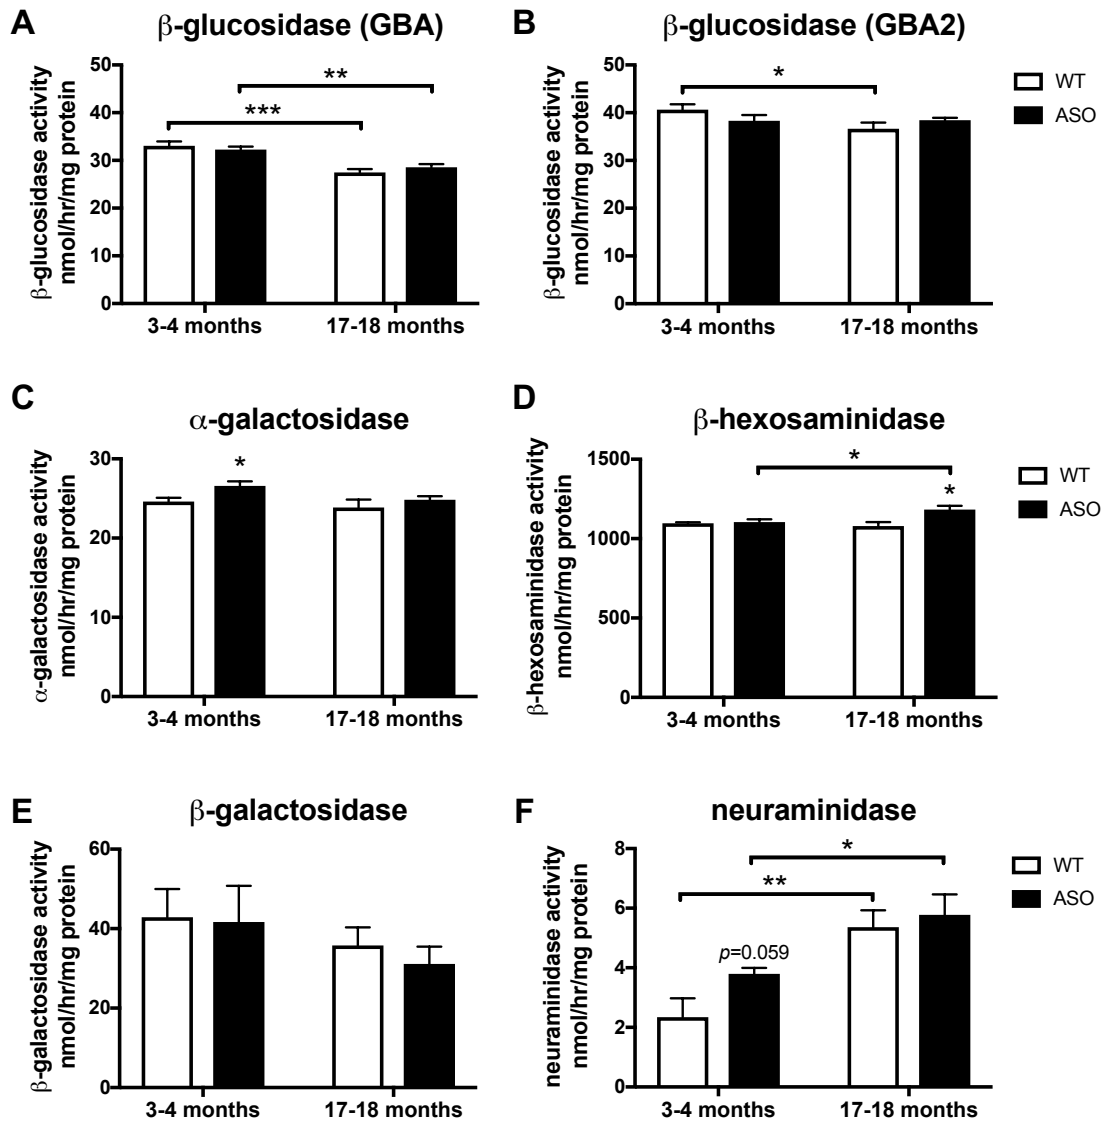 A
β-glucosidase (GBA)
β-glucosidase activity
nmol/hr/mg protein
50
40
30
20
10
0
***
**
3-4 months
17-18 months
B
β-glucosidase (GBA2)
β-glucosidase activity
nmol/hr/mg protein
50
40
30
20
10
0
*
3-4 months
17-18 months
WT
ASO
C
α-galactosidase
α-galactosidase activity
nmol/hr/mg protein
30
20
10
0
*
3-4 months
17-18 months
D
β-hexosaminidase
β-hexosaminidase activity
nmol/hr/mg protein
1500
1000
500
0
*
*
3-4 months
17-18 months
WT
ASO
E
β-galactosidase
β-galactosidase activity
nmol/hr/mg protein
60
40
20
0
3-4 months
17-18 months
F
neuraminidase
neuraminidase activity
nmol/hr/mg protein
8
6
4
2
0
*
**
p=0.059
3-4 months
17-18 months
WT
ASO